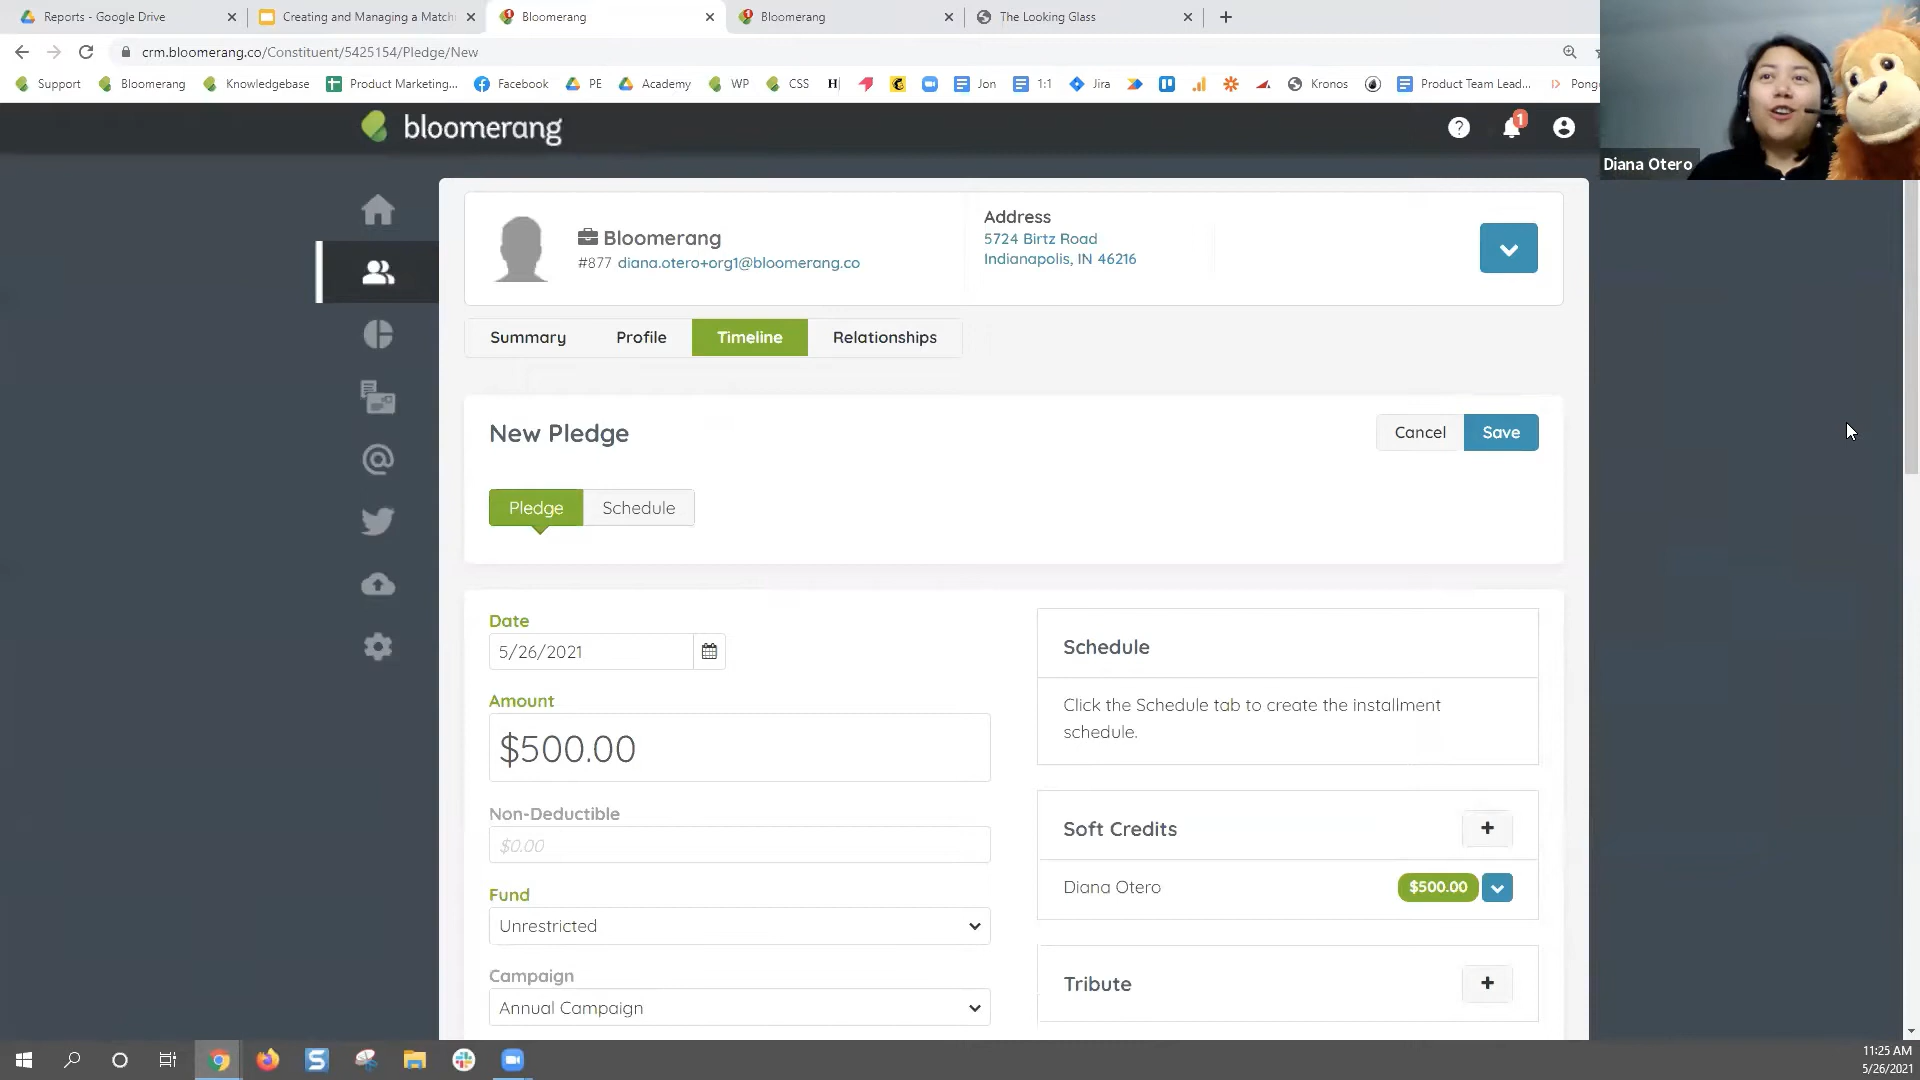 Reports - Google Drive
Creating and Managing a Match
Bloomerang
Bloomerang
The Looking Glass
crm.bloomerang.co/Constituent/5425154/Pledge/New
Support
Bloomerang
Knowledgebase
Product Marketing...
Facebook
PE
Academy
WP
CSS
H
Jon
1:1
Jira
Kronos
Product Team Lead...
Pong
bloomerang
1
Diana Otero
Bloomerang
#877 diana.otero+org1@bloomerang.co
Address
5724 Birtz Road
Indianapolis, IN 46216
Summary
Profile
Timeline
Relationships
New Pledge
Cancel
Save
Pledge
Schedule
Date
5/26/2021
Amount
$500.00
Non-Deductible
$0.00
Fund
Unrestricted
Campaign
Annual Campaign
Schedule
Click the Schedule tab to create the installment
schedule.
Soft Credits
Diana Otero
$500.00
Tribute
11:25 AM
5/26/2021